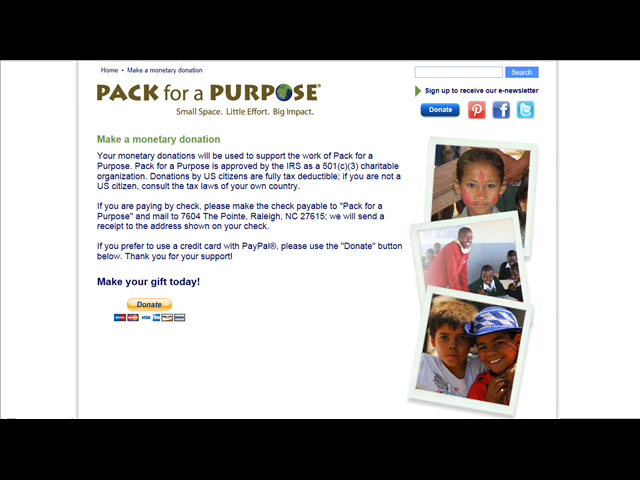 Home • Make a monetary donation
Search
PACK for a PURPOSE®
Small Space. Little Effort. Big Impact.
Sign up to receive our e-newsletter
Donate
Make a monetary donation
Your monetary donations will be used to support the work of Pack for a
Purpose. Pack for a Purpose is approved by the IRS as a 501(c)(3) charitable
organization. Donations by US citizens are fully tax deductible; if you are not a
US citizen, consult the tax laws of your own country.
If you are paying by check, please make the check payable to "Pack for a
Purpose" and mail to 7604 The Pointe, Raleigh, NC 27615; we will send a
receipt to the address shown on your check.
If you prefer to use a credit card with PayPal®, please use the "Donate" button
below. Thank you for your support!
Make your gift today!
Donate
VISA